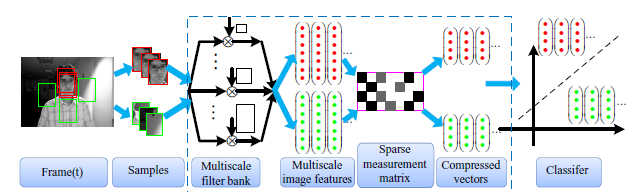 Frame(t)
Samples
Multiscale
filter bank
Multiscale
image features
Sparse
measurement
matrix
Compressed
vectors
Classifer